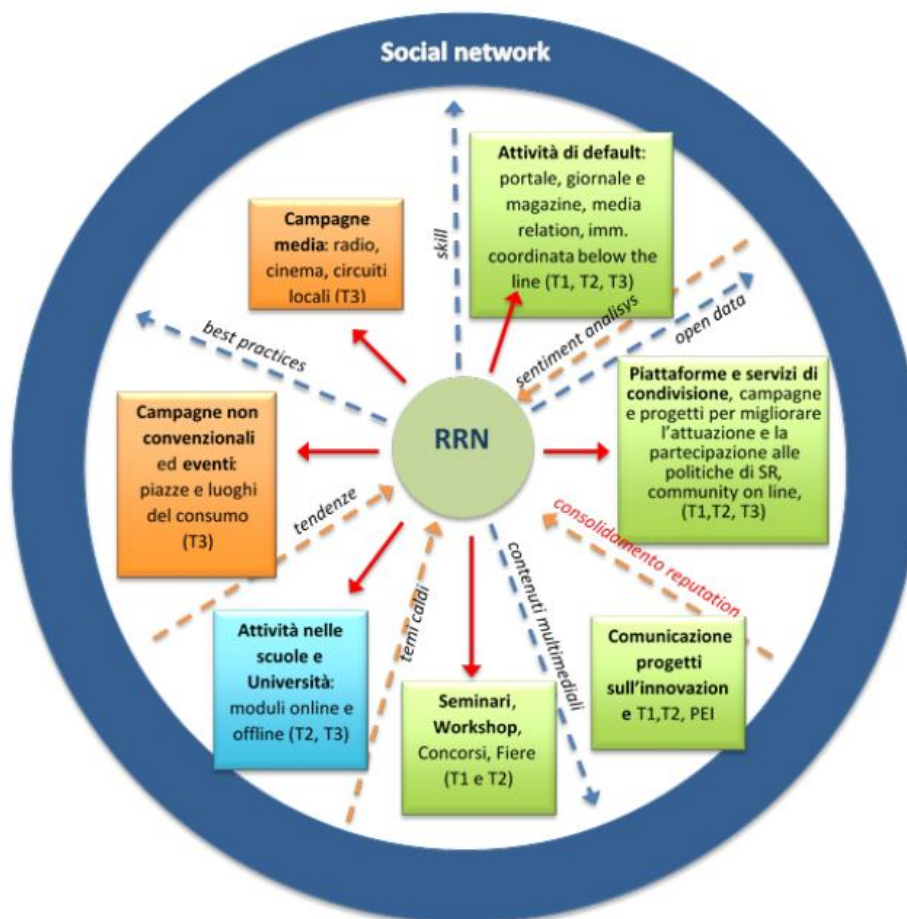 Social network
Attività di default:
portale, giornale e
magazine, media
relation, imm.
coordinata below the
line (T1, T2, T3)
skill
Campagne
media: radio,
cinema, circuiti
locali (T3)
best practices
sentiment analisys
open data
RRN
Piattaforme e servizi di
condivisione, campagne
e progetti per migliorare
l'attuazione e la
partecipazione alle
politiche di SR,
community on line,
(T1,T2, T3)
Campagne non
convenzionali
ed eventi:
piazze e luoghi
del consumo
(T3)
tendenze
consolidamento reputation
temi caldi
contenuti multimediali
Attività nelle
scuole e
Università:
moduli online e
offline (T2, T3)
Seminari,
Workshop,
Concorsi, Fiere
(T1 e T2)
Comunicazione
progetti
sull'innovazion
e T1,T2, PEI